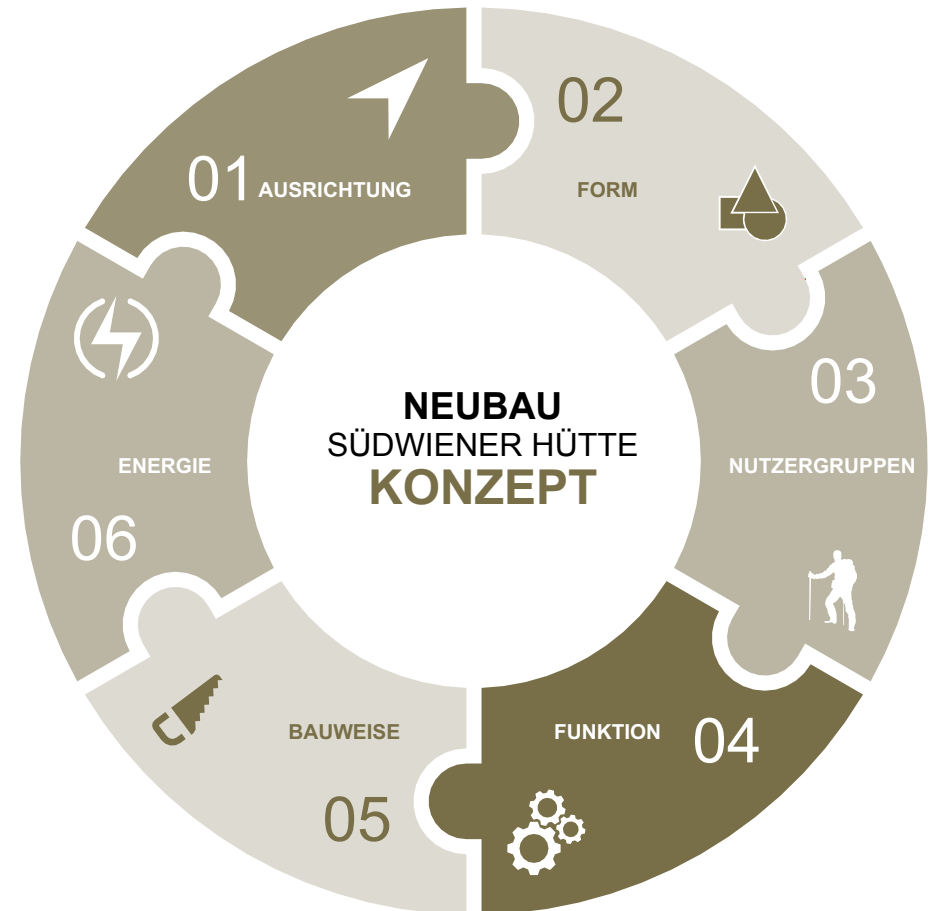 NEUBAU
SÜDWIENER HÜTTE
KONZEPT
01 AUSRICHTUNG
02
FORM
03
NUTZERGRUPPEN
FUNKTION 04
BAUWEISE
05
ENERGIE
06